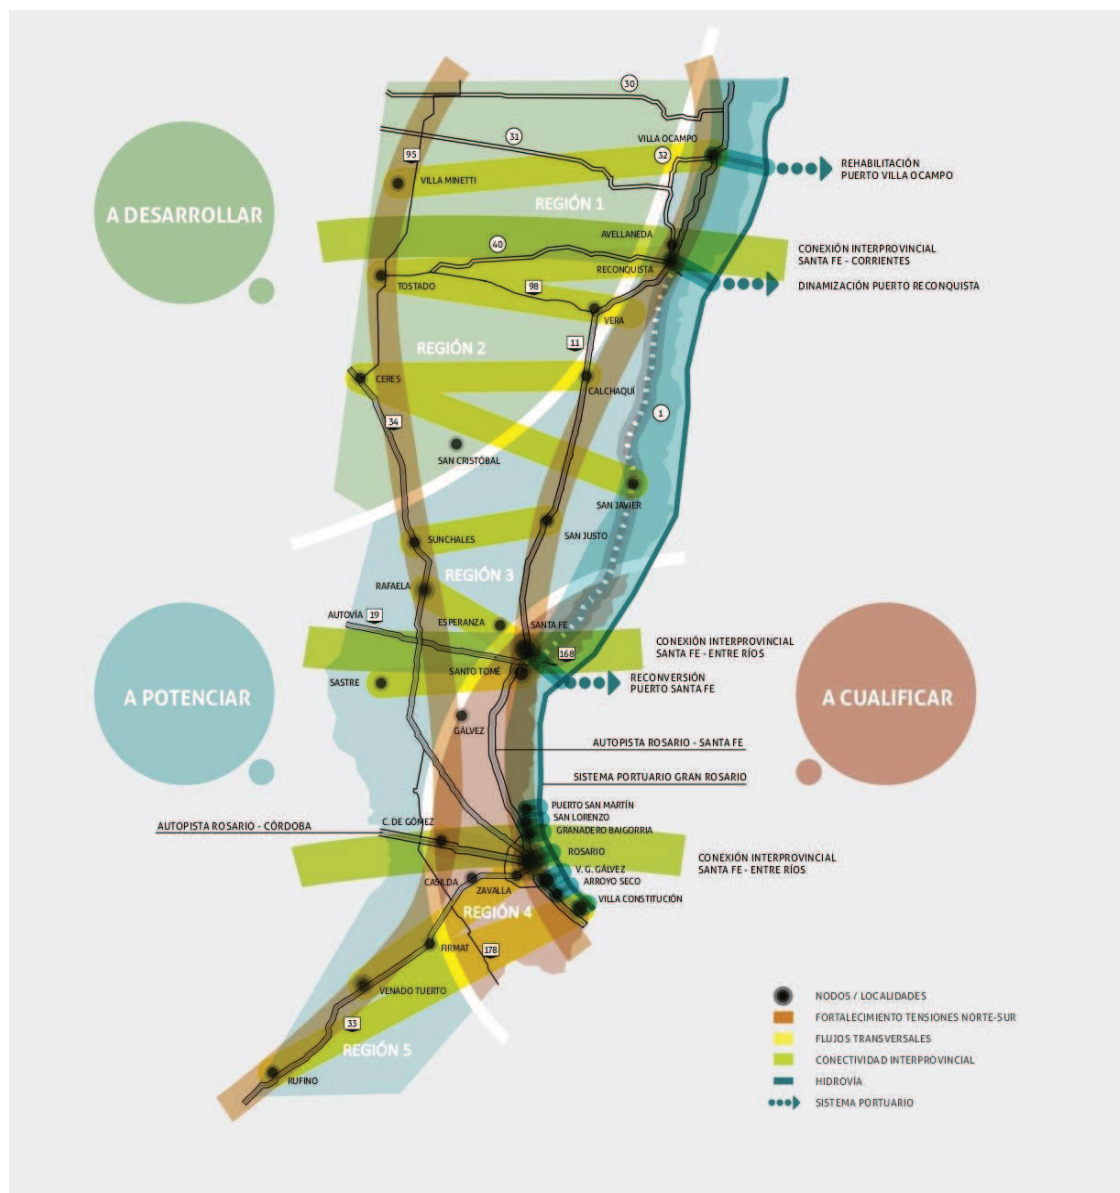 30
31
VILLA OCAMPO
95
32
REHABILITACIÓN
PUERTO VILLA OCAMPO
VILLA MINETTI
A DESARROLLAR
REGIÓN 1
AVELLANEDA
40
CONEXIÓN INTERPROVINCIAL
SANTA FE - CORRIENTES
RECONQUISTA
TOSTADO
98
DINAMIZACIÓN PUERTO RECONQUISTA
VERA
11
REGIÓN 2
CERES
CALCHAQUÍ
34
1
SAN CRISTÓBAL
SAN JAVIER
SUNCHALES
SAN JUSTO
REGIÓN 3
RAFAELA
AUTOVÍA
19
ESPERANZA
SANTA FE
CONEXIÓN INTERPROVINCIAL
SANTA FE - ENTRE RÍOS
168
SANTO TOMÉ
SASTRE
RECONVERSIÓN
PUERTO SANTA FE
A POTENCIAR
A CUALIFICAR
GÁLVEZ
AUTOPISTA ROSARIO - SANTA FE
SISTEMA PORTUARIO GRAN ROSARIO
PUERTO SAN MARTÍN
SAN LORENZO
AUTOPISTA ROSARIO - CÓRDOBA
C. DE GÓMEZ
GRANADERO BAIGORRIA
ROSARIO
CONEXIÓN INTERPROVINCIAL
SANTA FE - ENTRE RÍOS
V. G. GÁLVEZ
ARROYO SECO
CASILDA
ZAVALLA
VILLA CONSTITUCIÓN
REGIÓN 4
FIRMAT
178
VENADO TUERTO
33
REGIÓN 5
RUFINO
NODOS / LOCALIDADES
FORTALECIMIENTO TENSIONES NORTE-SUR
FLUJOS TRANSVERSALES
CONECTIVIDAD INTERPROVINCIAL
HIDROVÍA
SISTEMA PORTUARIO